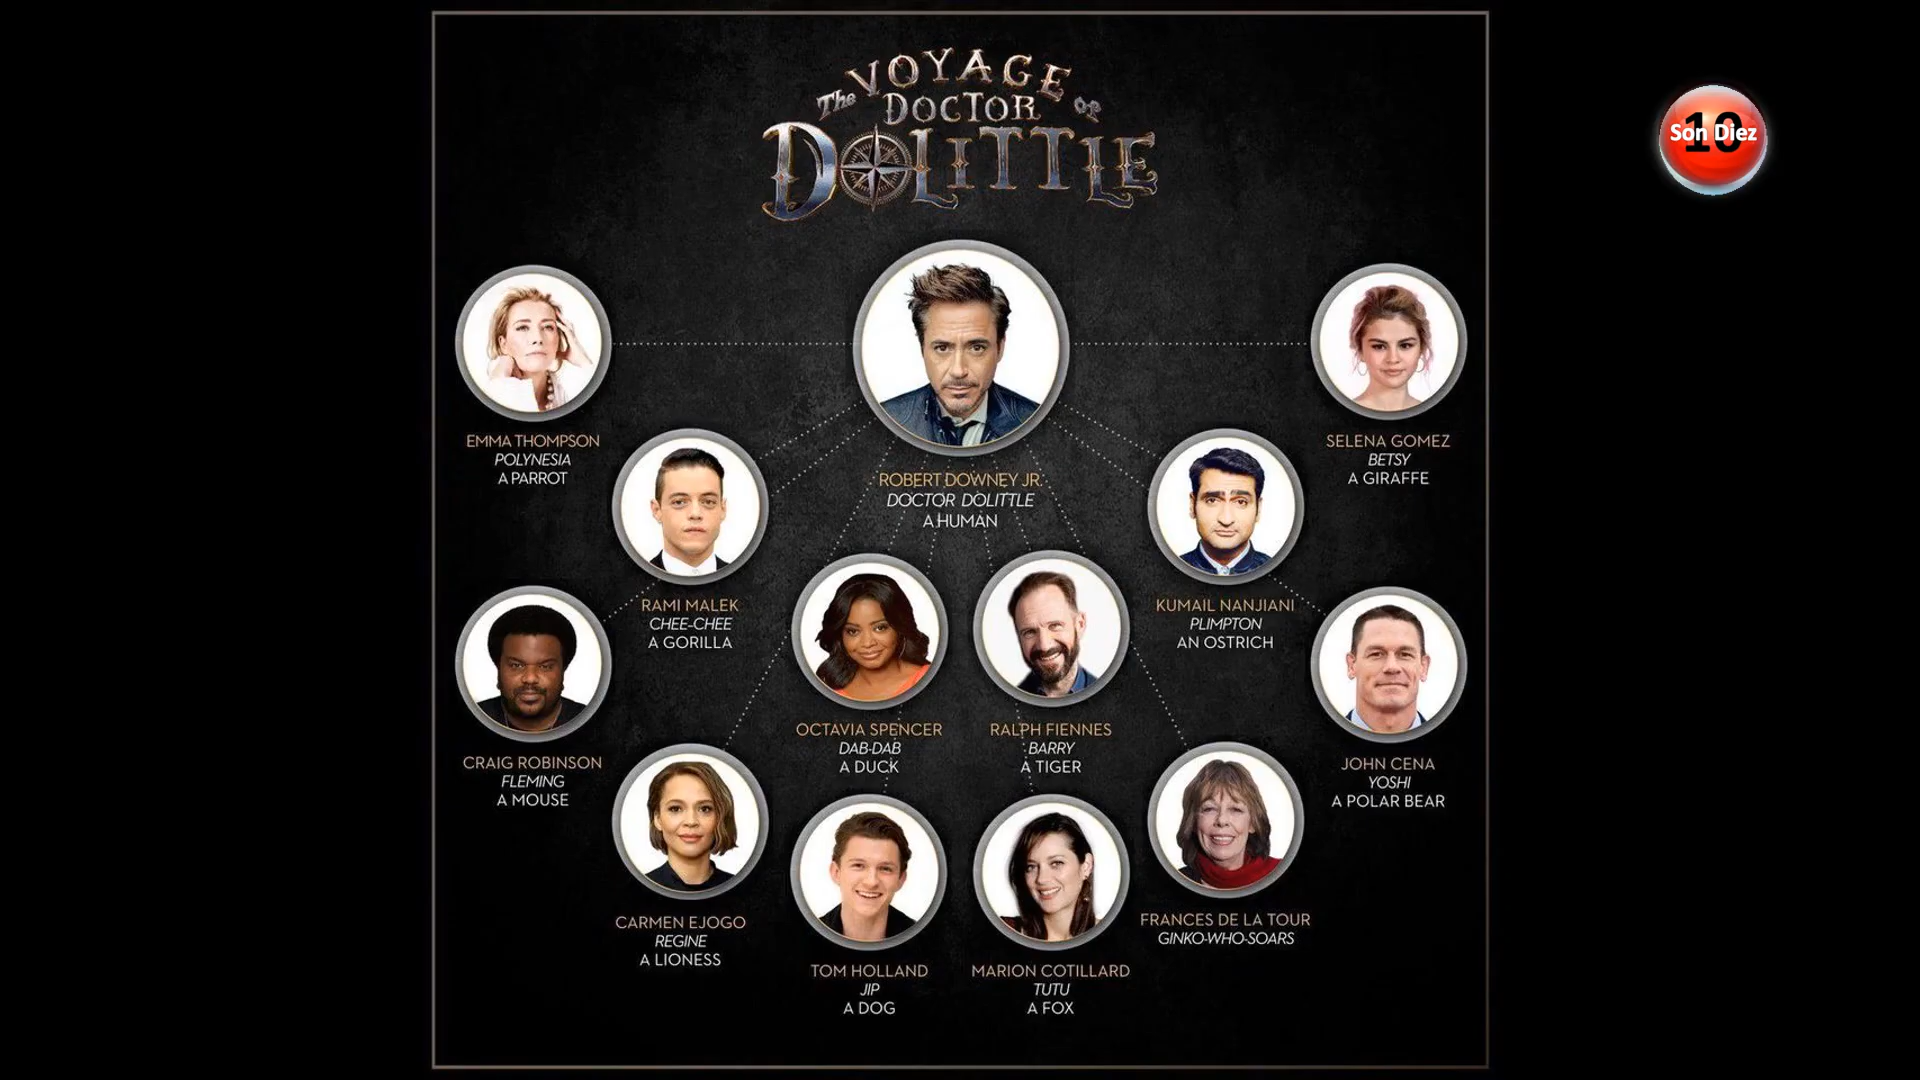 The VOYAGE OF
DOCTOR
DOLITTLE
10
Son Diez
EMMA THOMPSON
POLYNESIA
A PARROT
ROBERT DOWNEY JR.
DOCTOR DOLITTLE
A HUMAN
SELENA GOMEZ
BETSY
A GIRAFFE
RAMI MALEK
CHEE-CHEE
A GORILLA
KUMAIL NANJIANI
PLIMPTON
AN OSTRICH
CRAIG ROBINSON
FLEMING
A MOUSE
OCTAVIA SPENCER
DAB-DAB
A DUCK
RALPH FIENNES
BARRY
A TIGER
JOHN CENA
YOSHI
A POLAR BEAR
CARMEN EJOGO
REGINE
A LIONESS
TOM HOLLAND
JIP
A DOG
MARION COTILLARD
TUTU
A FOX
FRANCES DE LA TOUR
GINKO-WHO-SOARS